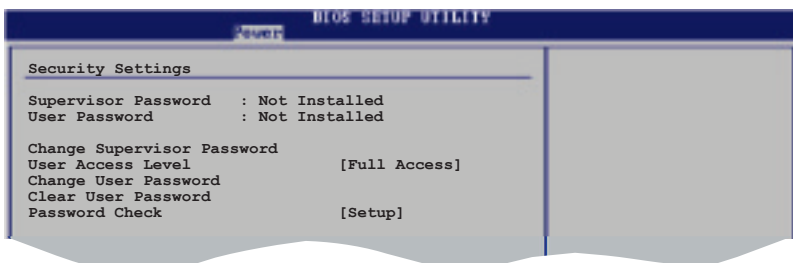 BIOS SETUP UTILITY
Power
Security Settings
Supervisor Password : Not Installed
User Password : Not Installed
Change Supervisor Password
User Access Level [Full Access]
Change User Password
Clear User Password
Password Check [Setup]